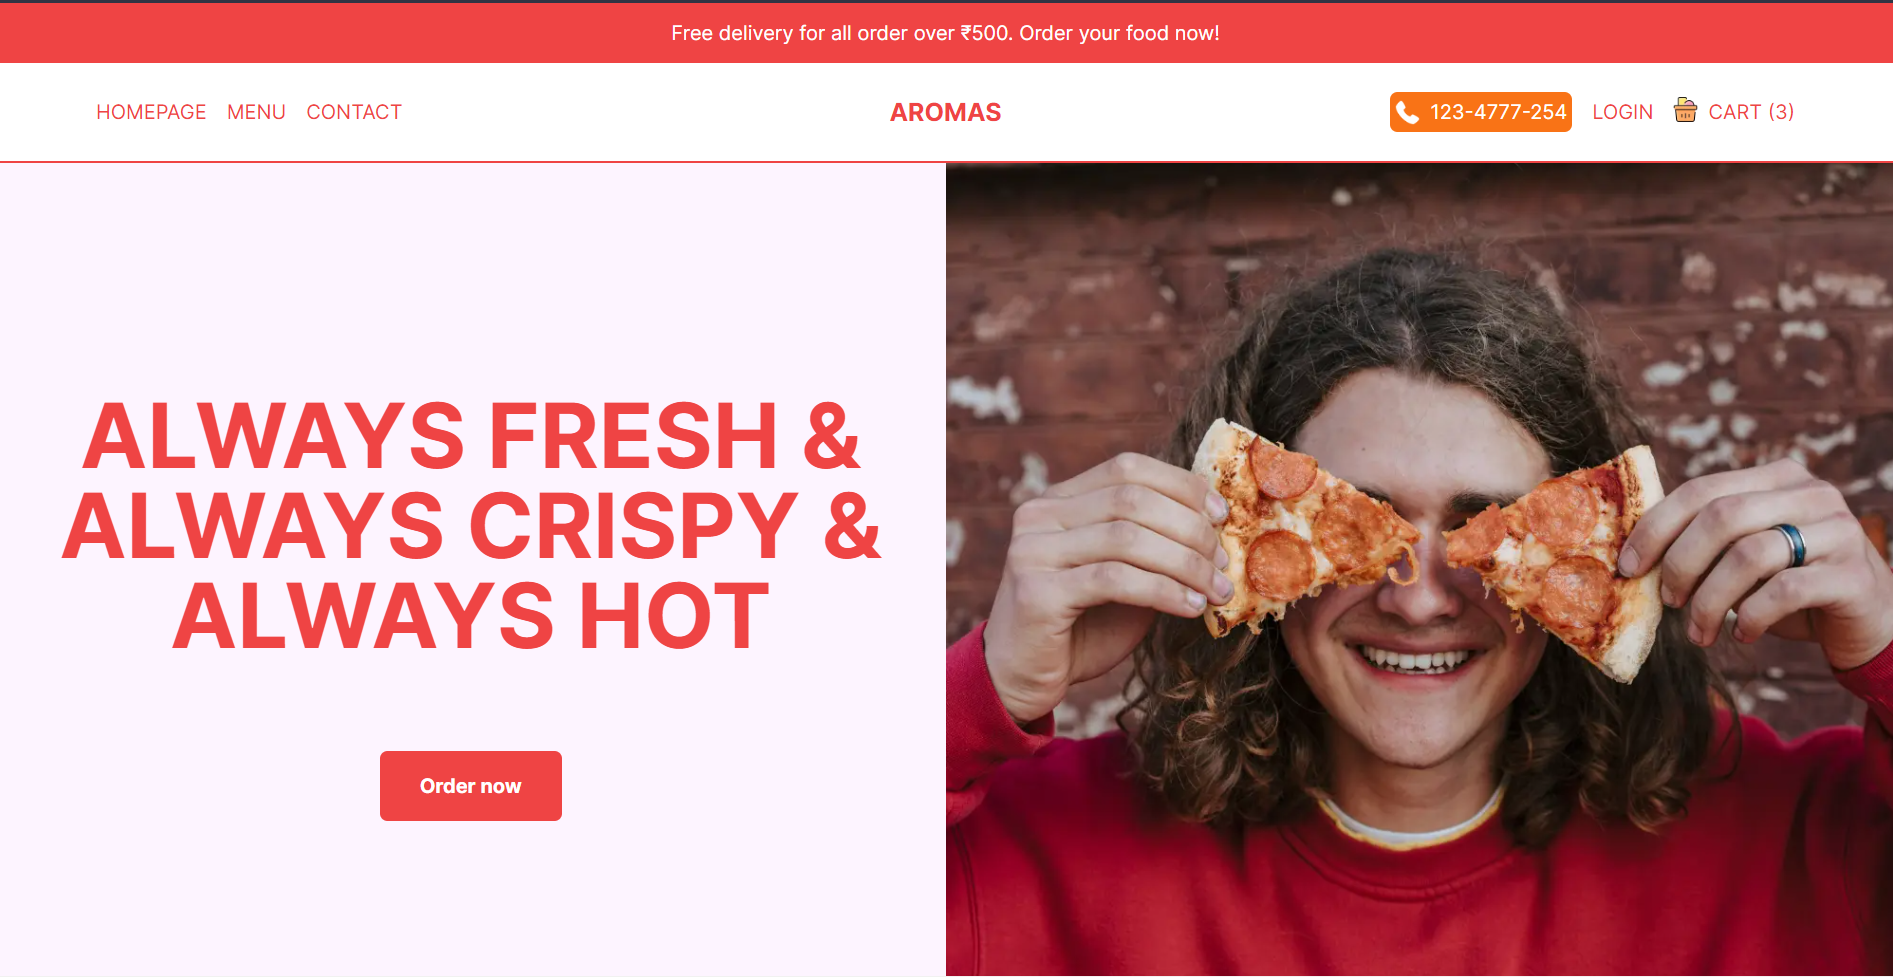 Free delivery for all order over ₹500. Order your food now!
HOMEPAGE MENU CONTACT
AROMAS
123-4777-254 LOGIN CART (3)
ALWAYS FRESH &
ALWAYS CRISPY &
ALWAYS HOT
Order now